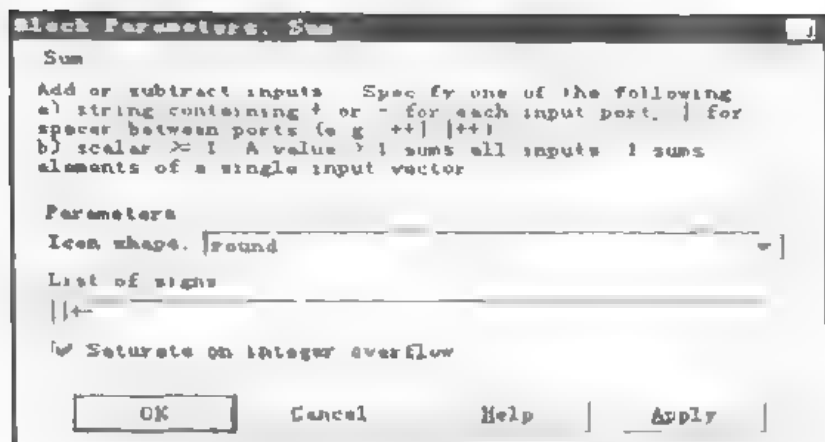 Block Parameters. Sum
Sum
Add or subtract inputs Specify one of the following
a) string containing + or - for each input port, | for
spacer between ports (e g ++| |++)
b) scalar >= 1 A value > 1 sums all inputs 1 sums
elements of a single input vector
Parameters
Icon shape. round
List of signs
|+-
Saturate on integer overflow
OK Cancel Help Apply